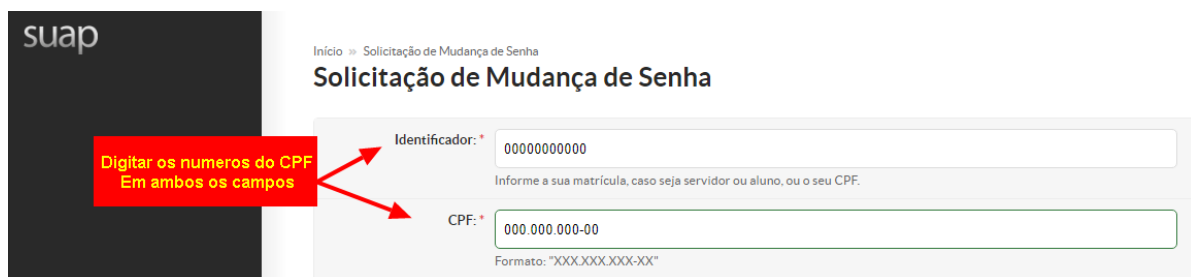 suap
Início » Solicitação de Mudança de Senha
Solicitação de Mudança de Senha
Digitar os numeros do CPF
Em ambos os campos
Identificador: *
00000000000
Informe a sua matrícula, caso seja servidor ou aluno, ou o seu CPF.
CPF: *
000.000.000-00
Formato: "XXX.XXX.XXX-XX"